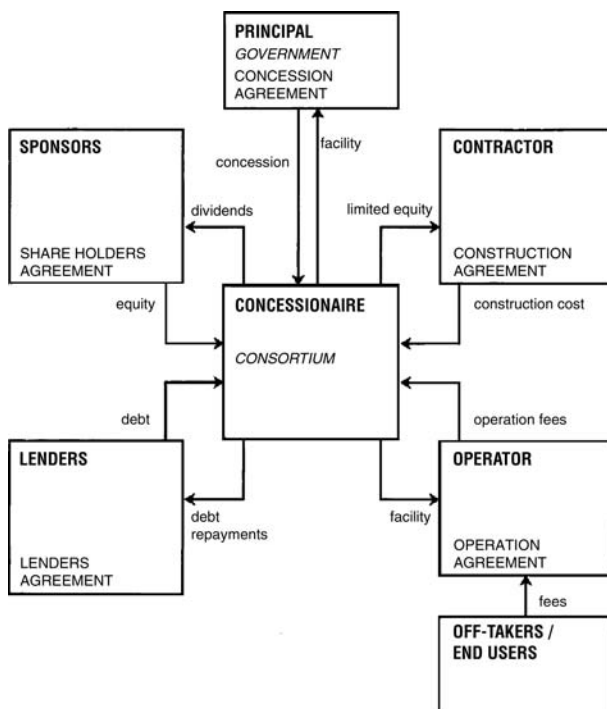 PRINCIPAL
GOVERNMENT
CONCESSION
AGREEMENT
concession
facility
SPONSORS
SHARE HOLDERS
AGREEMENT
dividends
equity
CONTRACTOR
CONSTRUCTION
AGREEMENT
limited equity
construction cost
CONCESSIONAIRE
CONSORTIUM
debt
operation fees
LENDERS
LENDERS
AGREEMENT
debt
repayments
facility
OPERATOR
OPERATION
AGREEMENT
fees
OFF-TAKERS /
END USERS